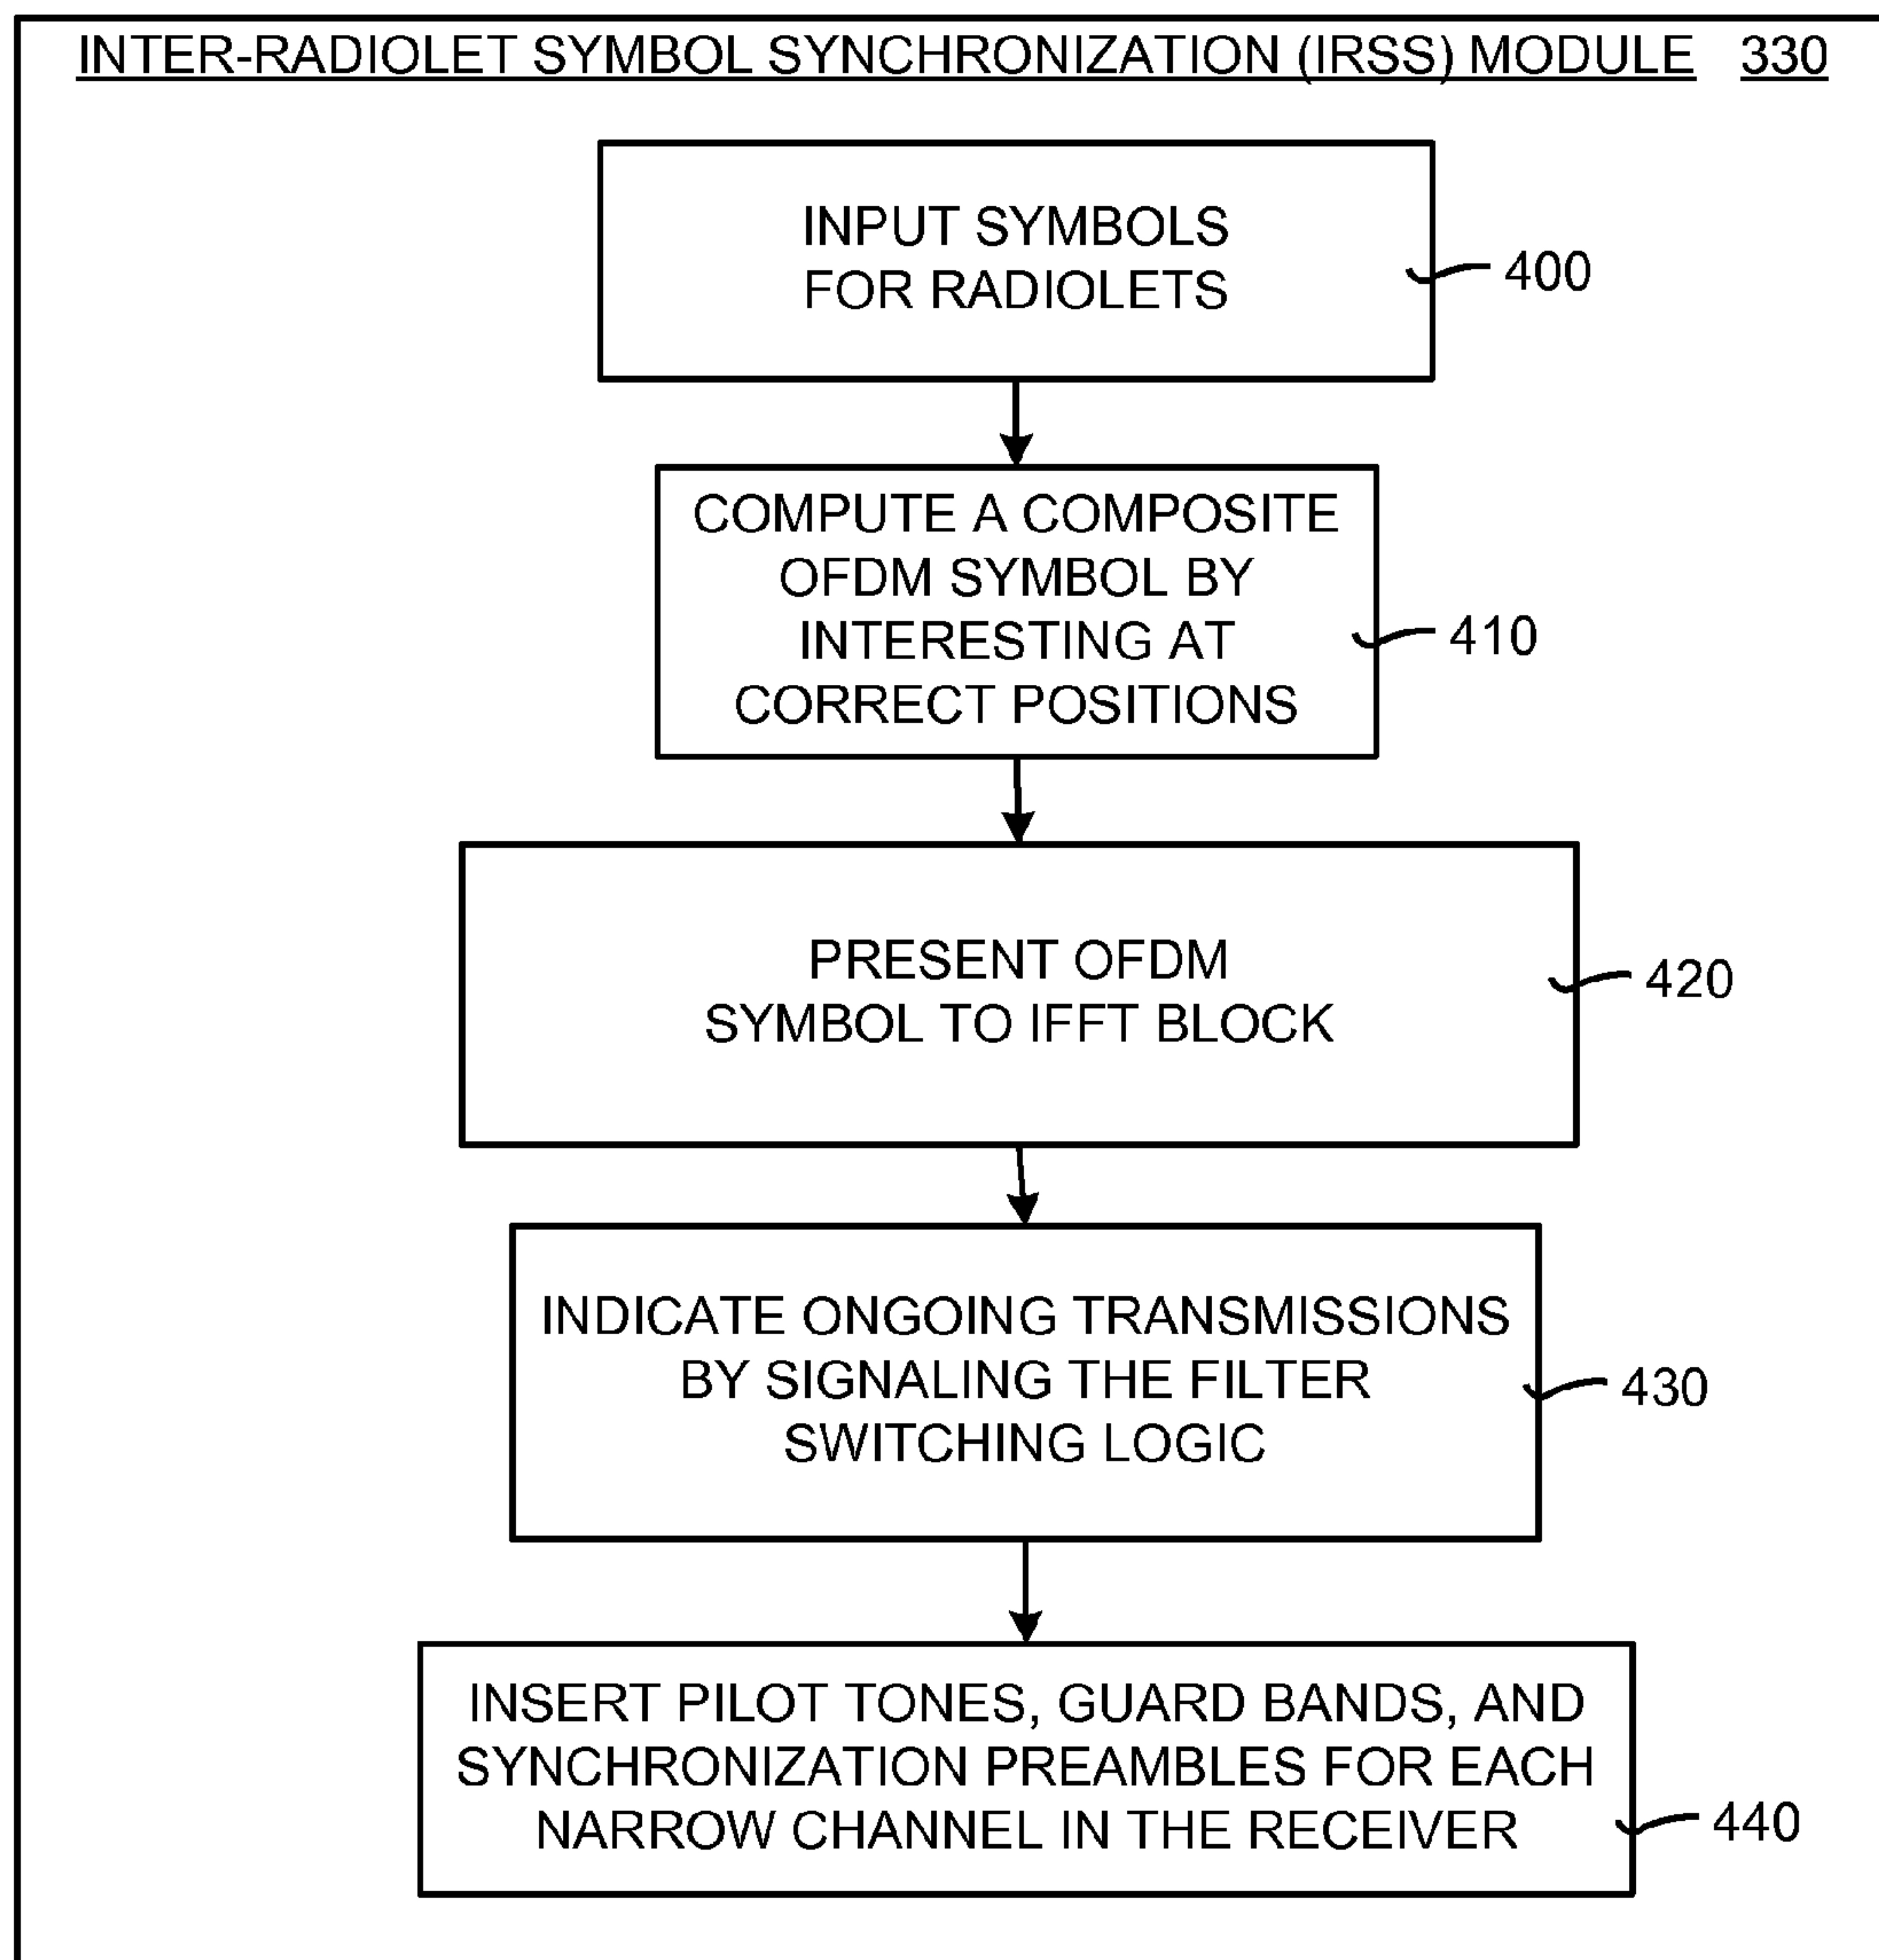 INTER-RADIOLET SYMBOL SYNCHRONIZATION (IRSS) MODULE 330
INPUT SYMBOLS
FOR RADIOLETS
400
COMPUTE A COMPOSITE
OFDM SYMBOL BY
INTERESTING AT
CORRECT POSITIONS
410
PRESENT OFDM
SYMBOL TO IFFT BLOCK
420
INDICATE ONGOING TRANSMISSIONS
BY SIGNALING THE FILTER
SWITCHING LOGIC
430
INSERT PILOT TONES, GUARD BANDS, AND
SYNCHRONIZATION PREAMBLES FOR EACH
NARROW CHANNEL IN THE RECEIVER
440